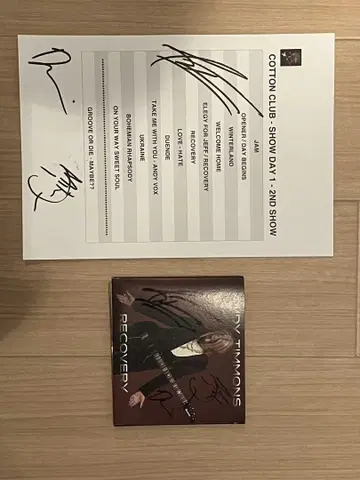 COTTON CLUB - SHOW DAY 1 - 2ND SHOW
JAM
OPENER / DAY BEGINS
WINTERLAND
WELCOME HOME
ELEGY FOR JEFF / RECOVERY
RECOVERY
LOVE - HATE
DUENDE
TAKE ME WITH YOU - ANDY VOX
UKRAINE
BOHEMIAN RHAPSODY
ON YOUR WAY SWEET SOUL
GROOVE OR DIE - MAYBE??
TIMMONS
RECOVERY